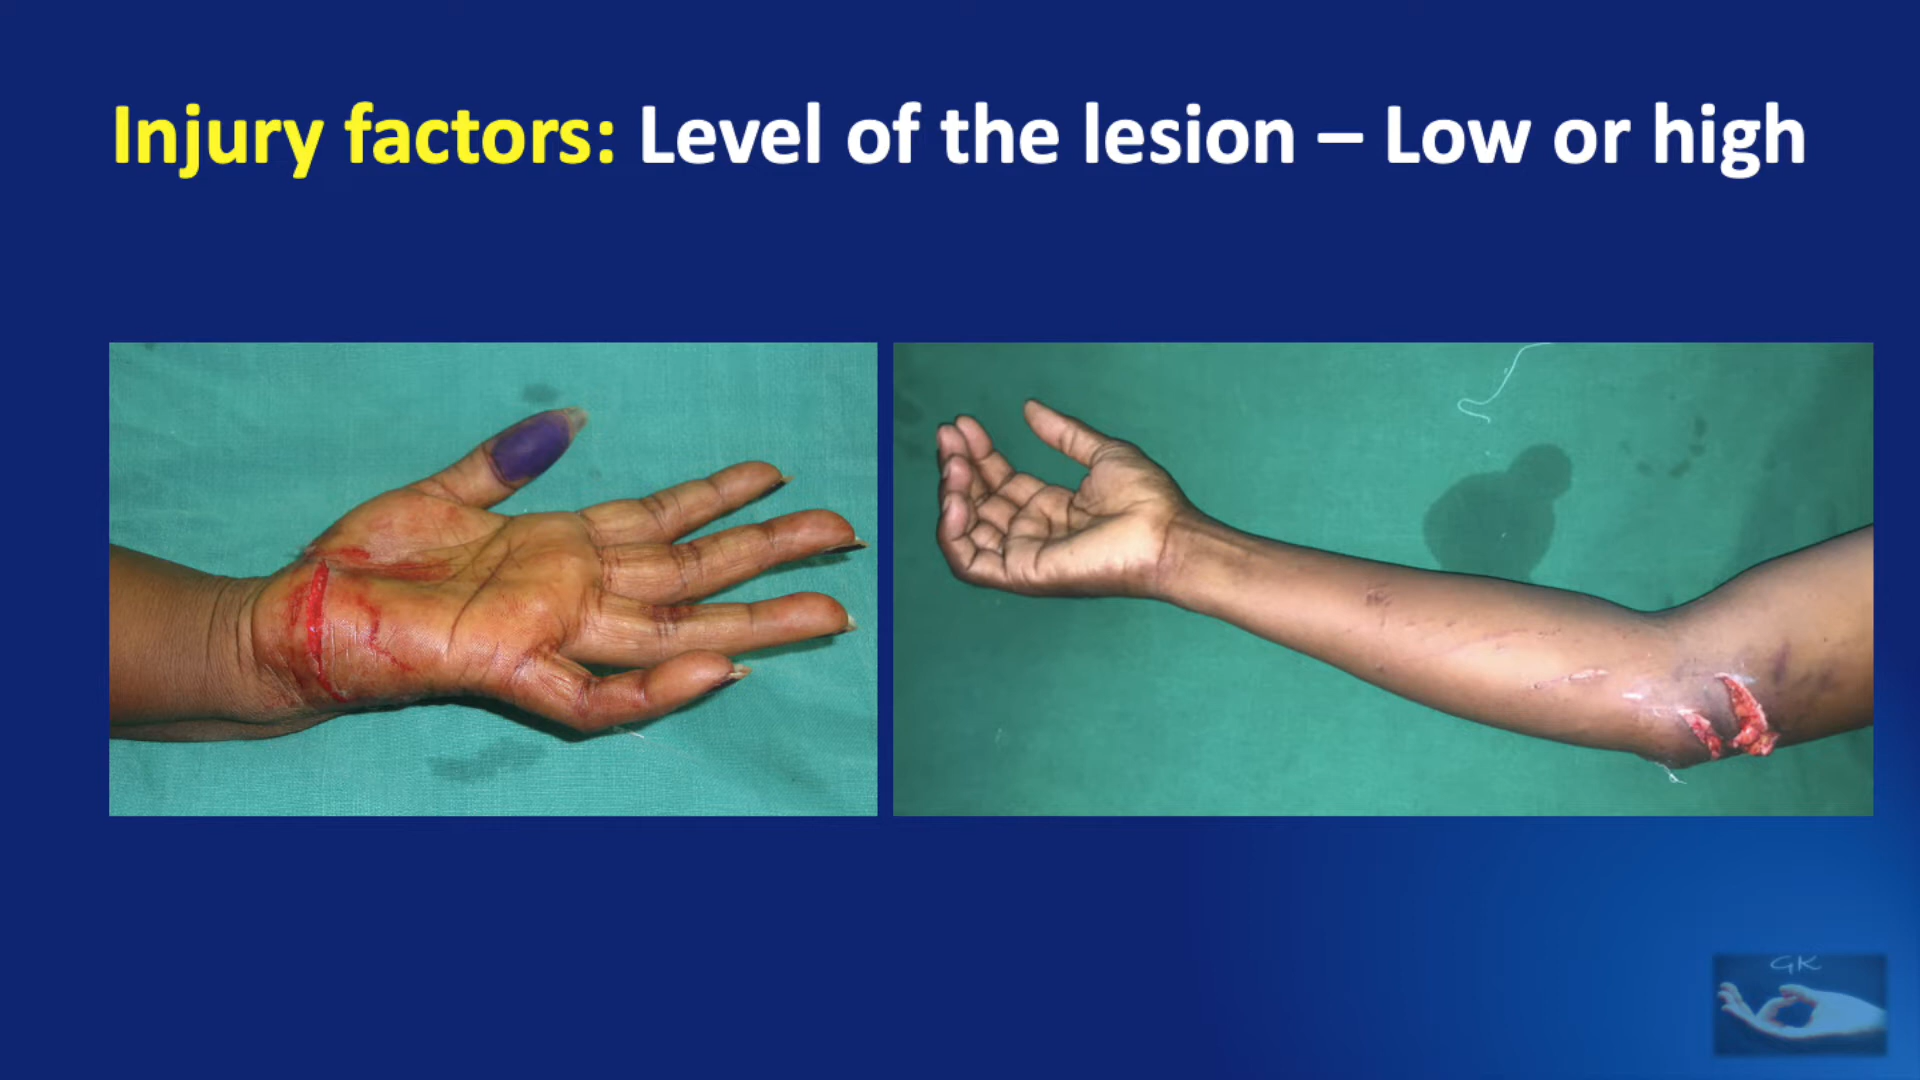 Injury factors: Level of the lesion – Low or high
GK